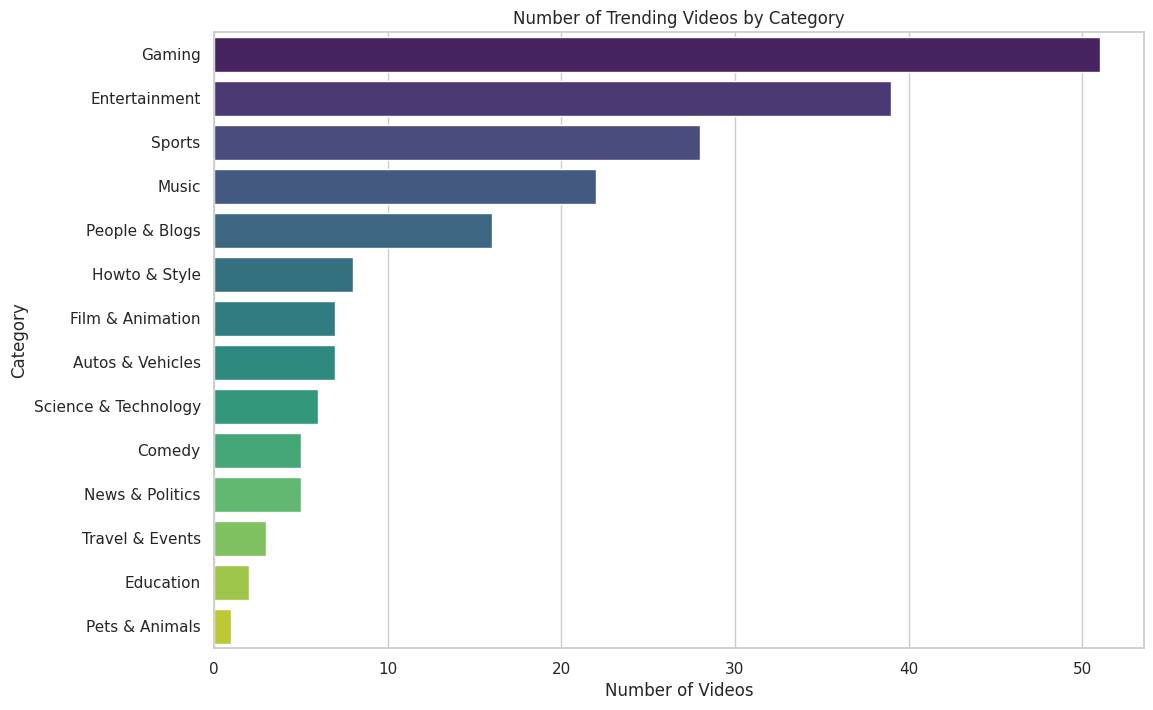 Number of Trending Videos by Category
Gaming
Entertainment
Sports
Music
People & Blogs
Howto & Style
Film & Animation
Autos & Vehicles
Science & Technology
Comedy
News & Politics
Travel & Events
Education
Pets & Animals
Category
0 10 20 30 40 50
Number of Videos